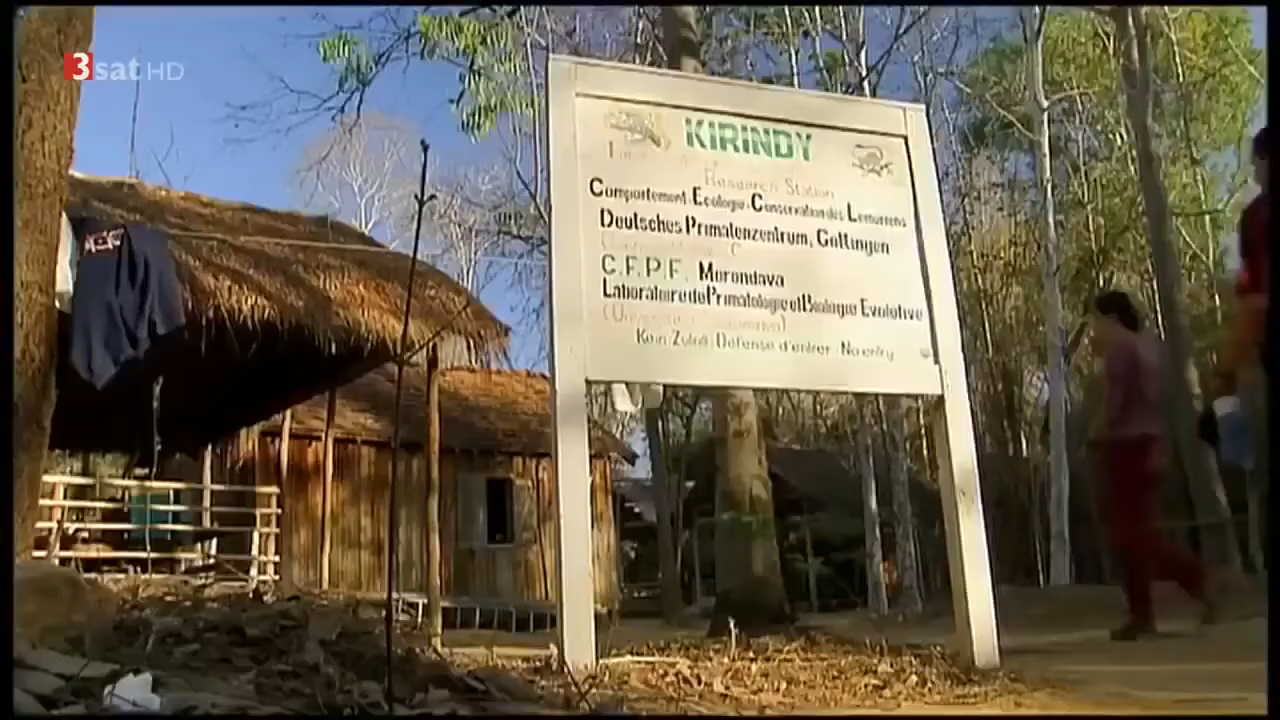 3sat HD
KIRINDY
Research Station
Comportement - Ecologie - Conservation des Lemuriens
Deutsches Primatenzentrum, Gottingen
C.F.P.F. Morondava
Laboratoire de Primatologie et Biologie Evolutive
Kein Zutritt - Defense d'entrer - No entry